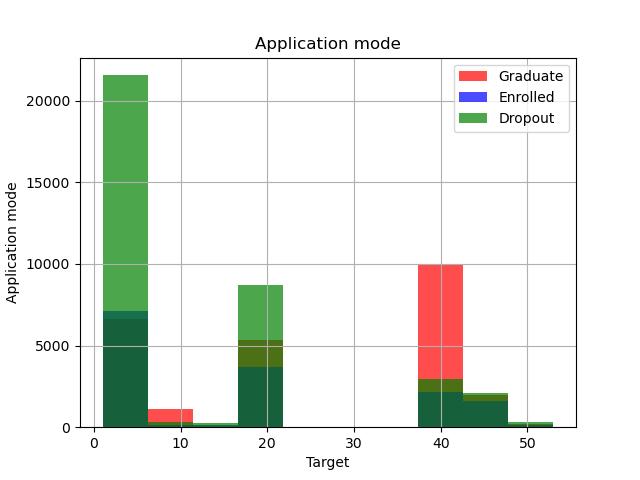 Application mode
Graduate
Enrolled
Dropout
20000
15000
10000
5000
0
Application mode
0 10 20 30 40 50
Target